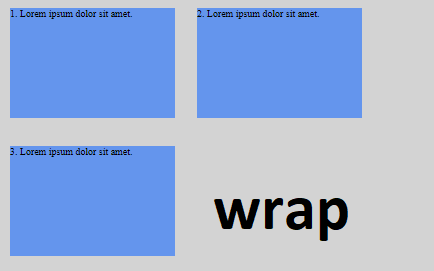 1. Lorem ipsum dolor sit amet.
2. Lorem ipsum dolor sit amet.
3. Lorem ipsum dolor sit amet.
wrap